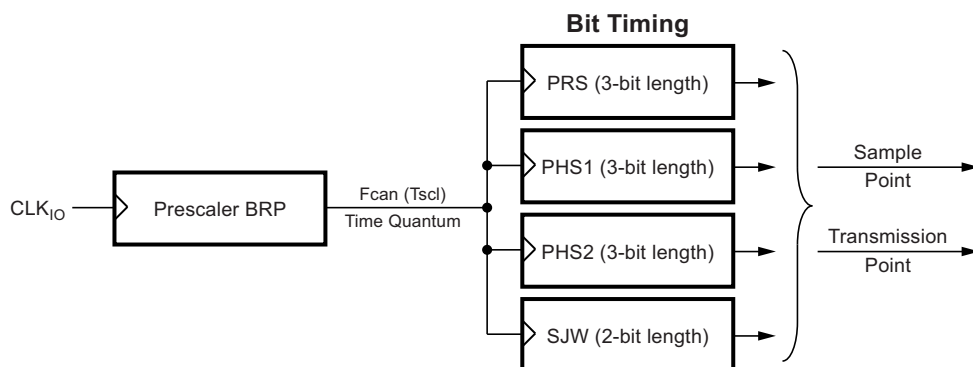 Bit Timing
PRS (3-bit length)
PHS1 (3-bit length)
Sample
Point
CLKIO
Prescaler BRP
Fcan (Tscl)
Time Quantum
PHS2 (3-bit length)
Transmission
Point
SJW (2-bit length)